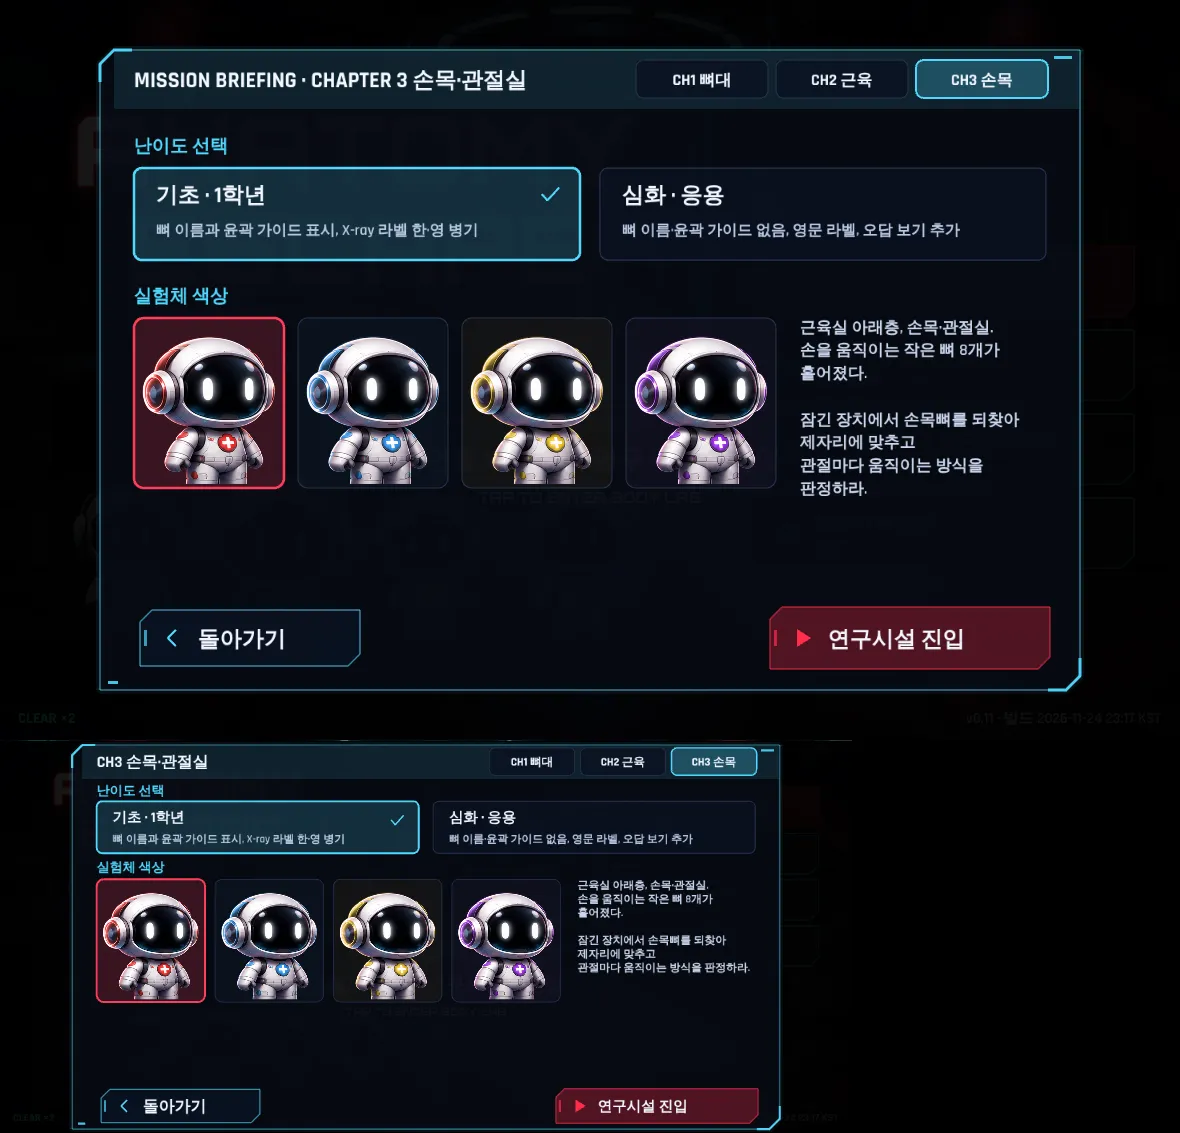 MISSION BRIEFING · CHAPTER 3 손목·관절실
CH1 뼈대
CH2 근육
CH3 손목
난이도 선택
기초 · 1학년
뼈 이름과 윤곽 가이드 표시, X-ray 라벨 한·영 병기
심화 · 응용
뼈 이름·윤곽 가이드 없음, 영문 라벨, 오답 보기 추가
실험체 색상
근육실 아래층, 손목·관절실.
손을 움직이는 작은 뼈 8개가
흩어졌다.
잠긴 장치에서 손목뼈를 되찾아
제자리에 맞추고
관절마다 움직이는 방식을
판정하라.
돌아가기
연구시설 진입
CLEAR ×2
CH3 손목·관절실
CH1 뼈대
CH2 근육
CH3 손목
난이도 선택
기초 · 1학년
뼈 이름과 윤곽 가이드 표시, X-ray 라벨 한·영 병기
심화 · 응용
뼈 이름·윤곽 가이드 없음, 영문 라벨, 오답 보기 추가
실험체 색상
근육실 아래층, 손목·관절실.
손을 움직이는 작은 뼈 8개가
흩어졌다.
잠긴 장치에서 손목뼈를 되찾아
제자리에 맞추고
관절마다 움직이는 방식을 판정하라.
돌아가기
연구시설 진입